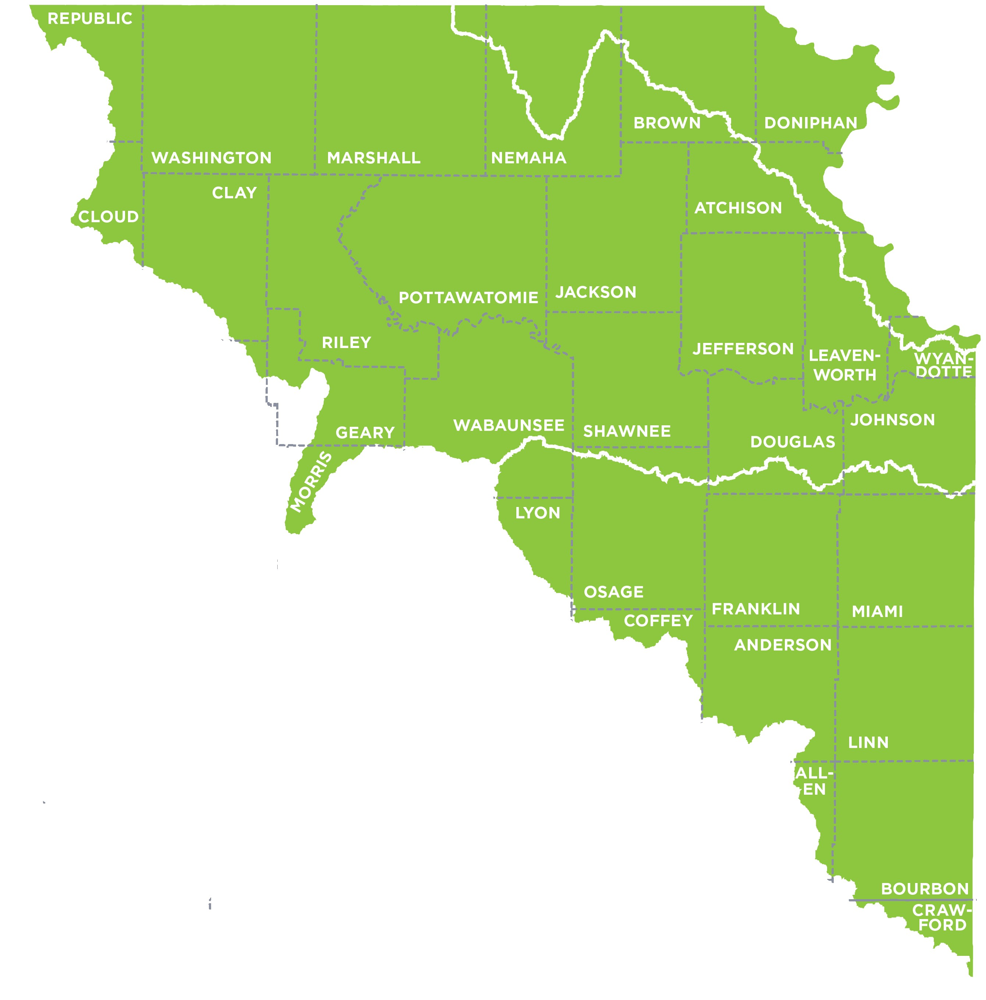 REPUBLIC
BROWN
DONIPHAN
WASHINGTON
MARSHALL
NEMAHA
CLAY
ATCHISON
CLOUD
JACKSON
POTTAWATOMIE
RILEY
JEFFERSON
LEAVEN-
WORTH
WYAN-
DOTTE
JOHNSON
WABAUNSEE
SHAWNEE
GEARY
DOUGLAS
MORRIS
LYON
OSAGE
FRANKLIN
MIAMI
COFFEY
ANDERSON
LINN
ALL-
EN
BOURBON
CRAW-
FORD